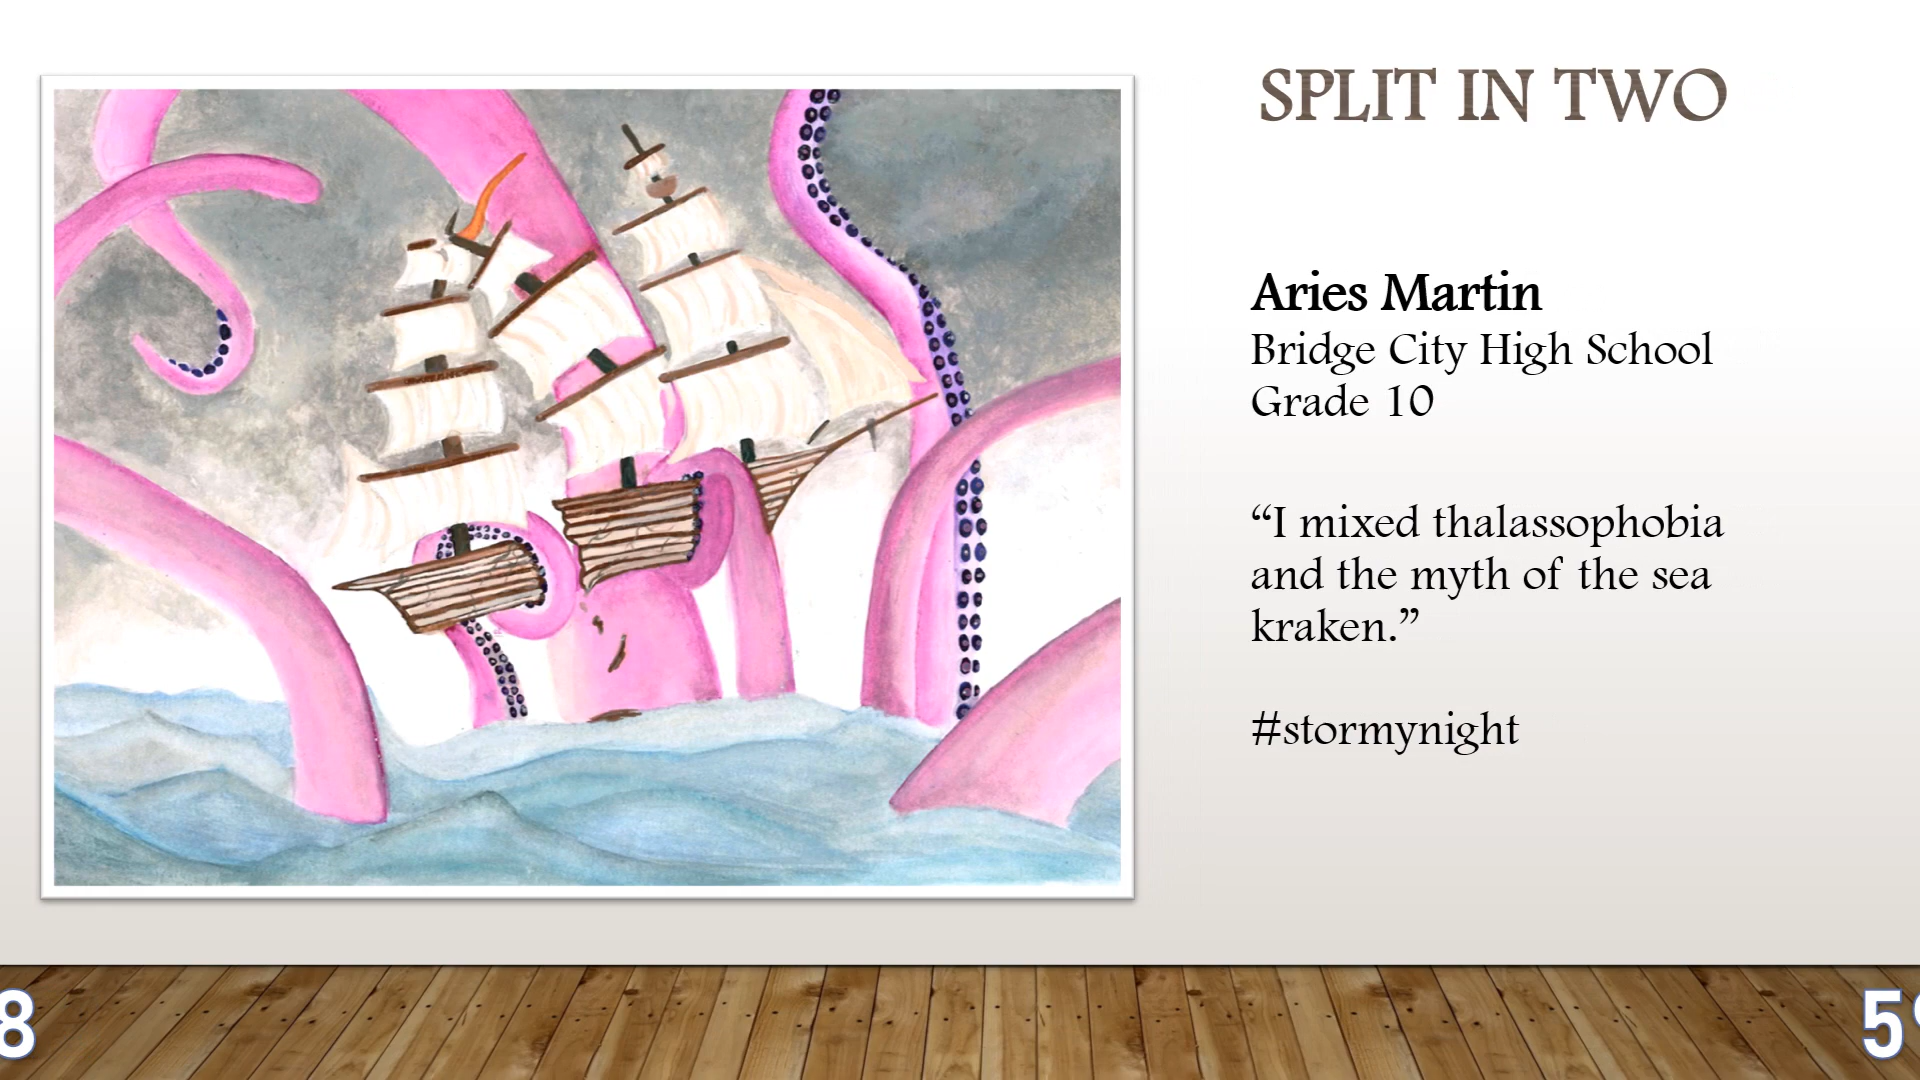 SPLIT IN TWO
Aries Martin
Bridge City High School
Grade 10
“I mixed thalassophobia
and the myth of the sea
kraken.”
#stormynight
8
5